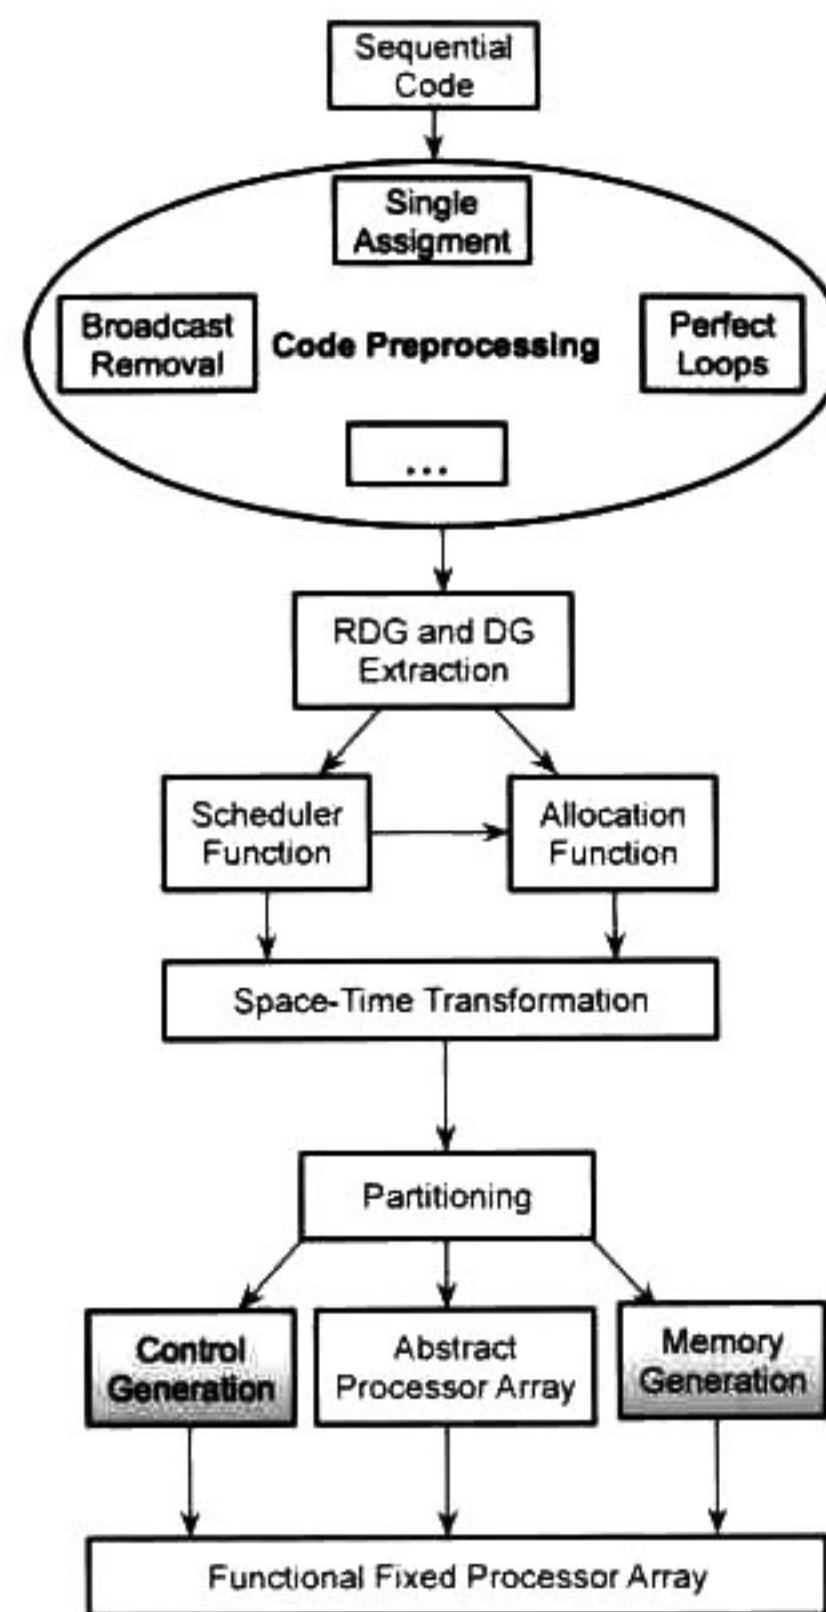 Sequential
Code
Single
Assigment
Broadcast
Removal
Code Preprocessing
Perfect
Loops
...
RDG and DG
Extraction
Scheduler
Function
Allocation
Function
Space-Time Transformation
Partitioning
Control
Generation
Abstract
Processor Array
Memory
Generation
Functional Fixed Processor Array